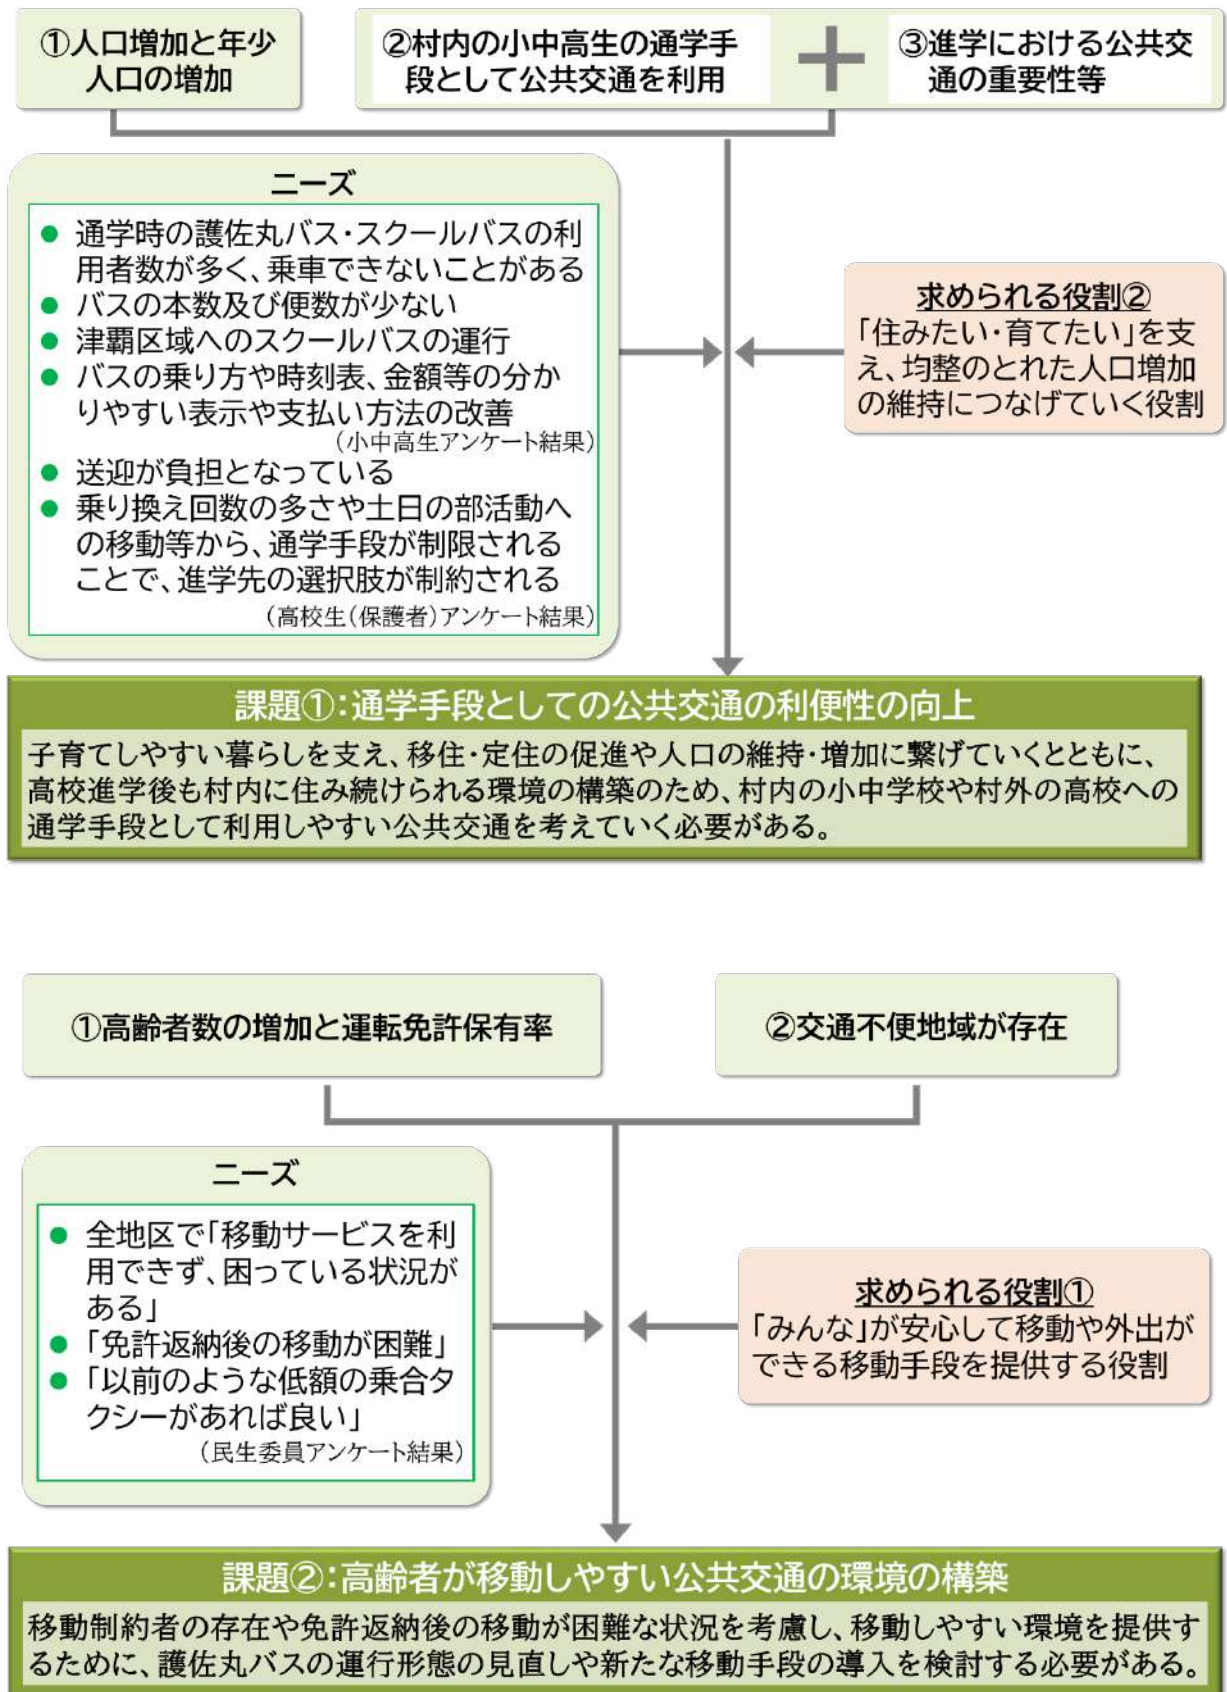 ①人口増加と年少
人口の増加
②村内の小中高生の通学手
段として公共交通を利用
③進学における公共交
通の重要性等
ニーズ
● 通学時の護佐丸バス・スクールバスの利
用者数が多く、乗車できないことがある
● バスの本数及び便数が少ない
● 津覇区域へのスクールバスの運行
● バスの乗り方や時刻表、金額等の分か
りやすい表示や支払い方法の改善
(小中高生アンケート結果)
● 送迎が負担となっている
● 乗り換え回数の多さや土日の部活動へ
の移動等から、通学手段が制限される
ことで、進学先の選択肢が制約される
(高校生(保護者)アンケート結果)
求められる役割②
「住みたい・育てたい」を支
え、均整のとれた人口増加
の維持につなげていく役割
課題①:通学手段としての公共交通の利便性の向上
子育てしやすい暮らしを支え、移住・定住の促進や人口の維持・増加に繋げていくとともに、
高校進学後も村内に住み続けられる環境の構築のため、村内の小中学校や村外の高校への
通学手段として利用しやすい公共交通を考えていく必要がある。
①高齢者数の増加と運転免許保有率
②交通不便地域が存在
ニーズ
● 全地区で「移動サービスを利
用できず、困っている状況が
ある」
● 「免許返納後の移動が困難」
● 「以前のような低額の乗合タ
クシーがあれば良い」
(民生委員アンケート結果)
求められる役割①
「みんな」が安心して移動や外出が
できる移動手段を提供する役割
課題②:高齢者が移動しやすい公共交通の環境の構築
移動制約者の存在や免許返納後の移動が困難な状況を考慮し、移動しやすい環境を提供す
るために、護佐丸バスの運行形態の見直しや新たな移動手段の導入を検討する必要がある。